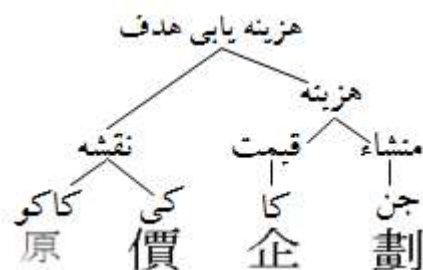 هزینه یابی هدف
هزینه
نقشه قیمت منشاء
کاکو کی کا جن
原價企劃